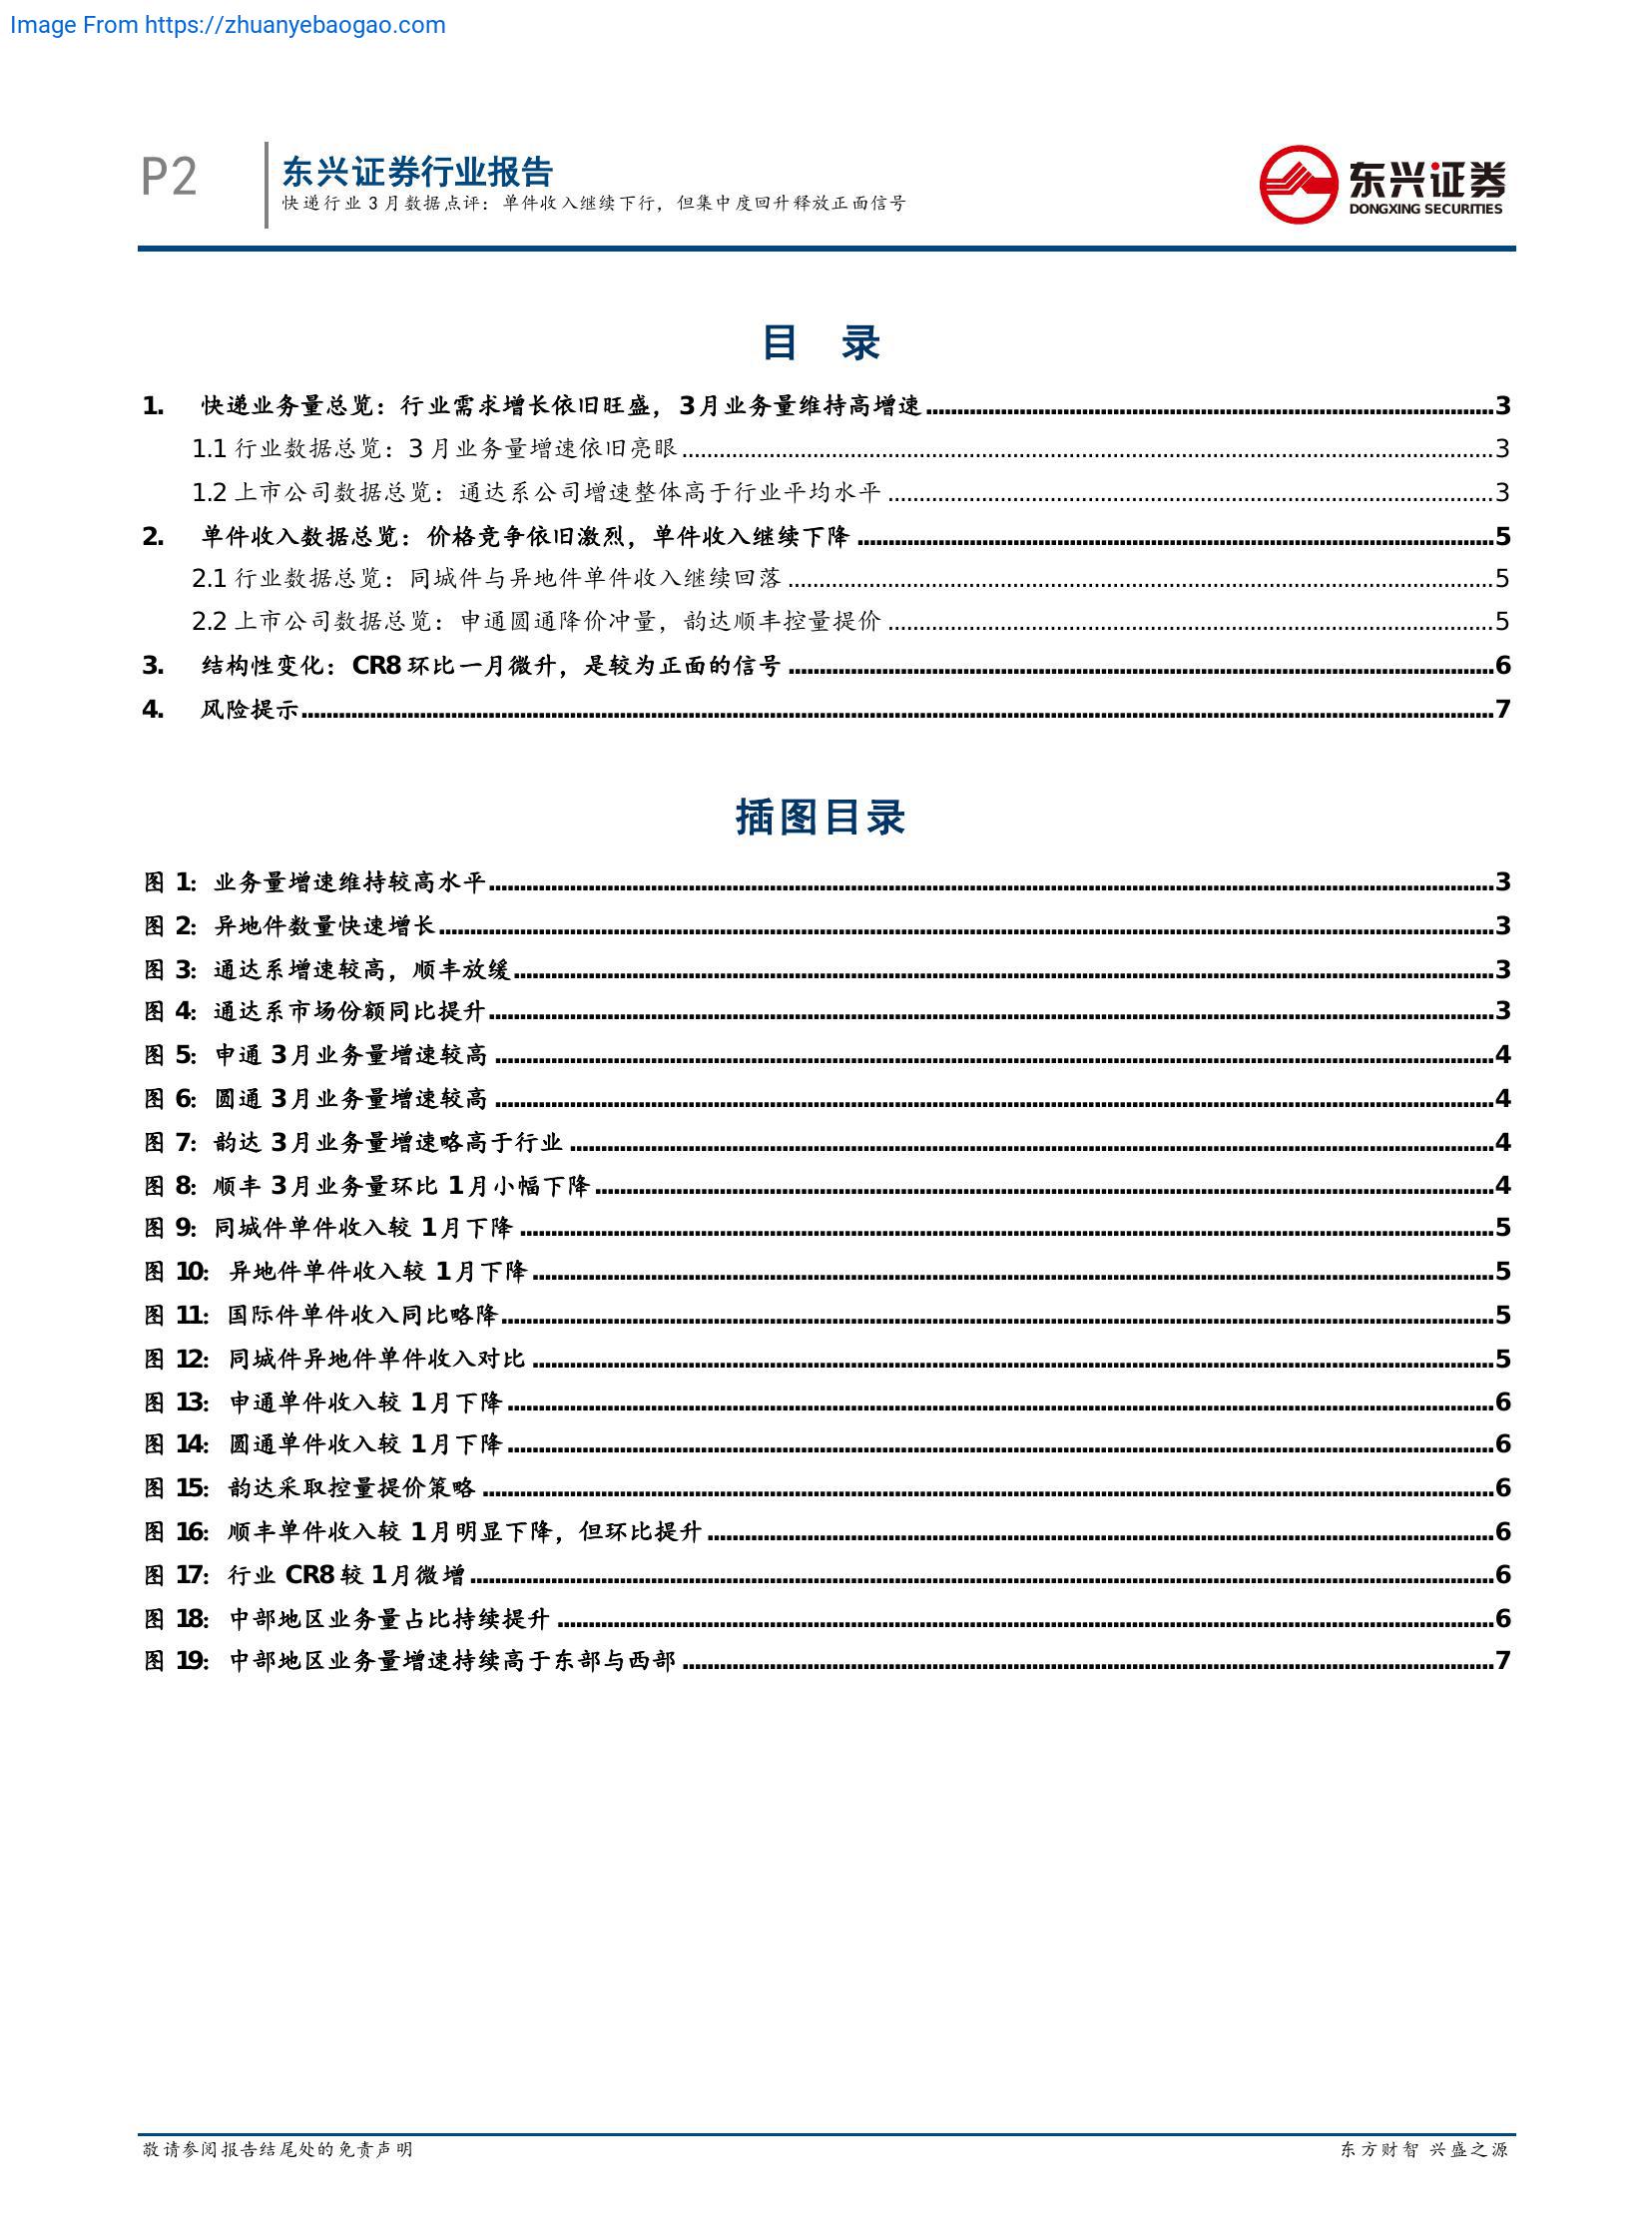 Image From https://zhuanyebaogao.com
P2
东兴证券行业报告
快递行业 3 月数据点评：单件收入继续下行，但集中度回升释放正面信号
东兴证券
DONGXING SECURITIES
目 录
1. 快递业务量总览：行业需求增长依旧旺盛，3 月业务量维持高增速 3
1.1 行业数据总览：3 月业务量增速依旧亮眼 3
1.2 上市公司数据总览：通达系公司增速整体高于行业平均水平 3
2. 单件收入数据总览：价格竞争依旧激烈，单件收入继续下降 5
2.1 行业数据总览：同城件与异地件单件收入继续回落 5
2.2 上市公司数据总览：申通圆通降价冲量，韵达顺丰控量提价 5
3. 结构性变化：CR8 环比一月微升，是较为正面的信号 6
4. 风险提示 7
插图目录
图 1：业务量增速维持较高水平 3
图 2：异地件数量快速增长 3
图 3：通达系增速较高，顺丰放缓 3
图 4：通达系市场份额同比提升 3
图 5：申通 3 月业务量增速较高 4
图 6：圆通 3 月业务量增速较高 4
图 7：韵达 3 月业务量增速略高于行业 4
图 8：顺丰 3 月业务量环比 1 月小幅下降 4
图 9：同城件单件收入较 1 月下降 5
图 10：异地件单件收入较 1 月下降 5
图 11：国际件单件收入同比略降 5
图 12：同城件异地件单件收入对比 5
图 13：申通单件收入较 1 月下降 6
图 14：圆通单件收入较 1 月下降 6
图 15：韵达采取控量提价策略 6
图 16：顺丰单件收入较 1 月明显下降，但环比提升 6
图 17：行业 CR8 较 1 月微增 6
图 18：中部地区业务量占比持续提升 6
图 19：中部地区业务量增速持续高于东部与西部 7
敬请参阅报告结尾处的免责声明
东方财智 兴盛之源